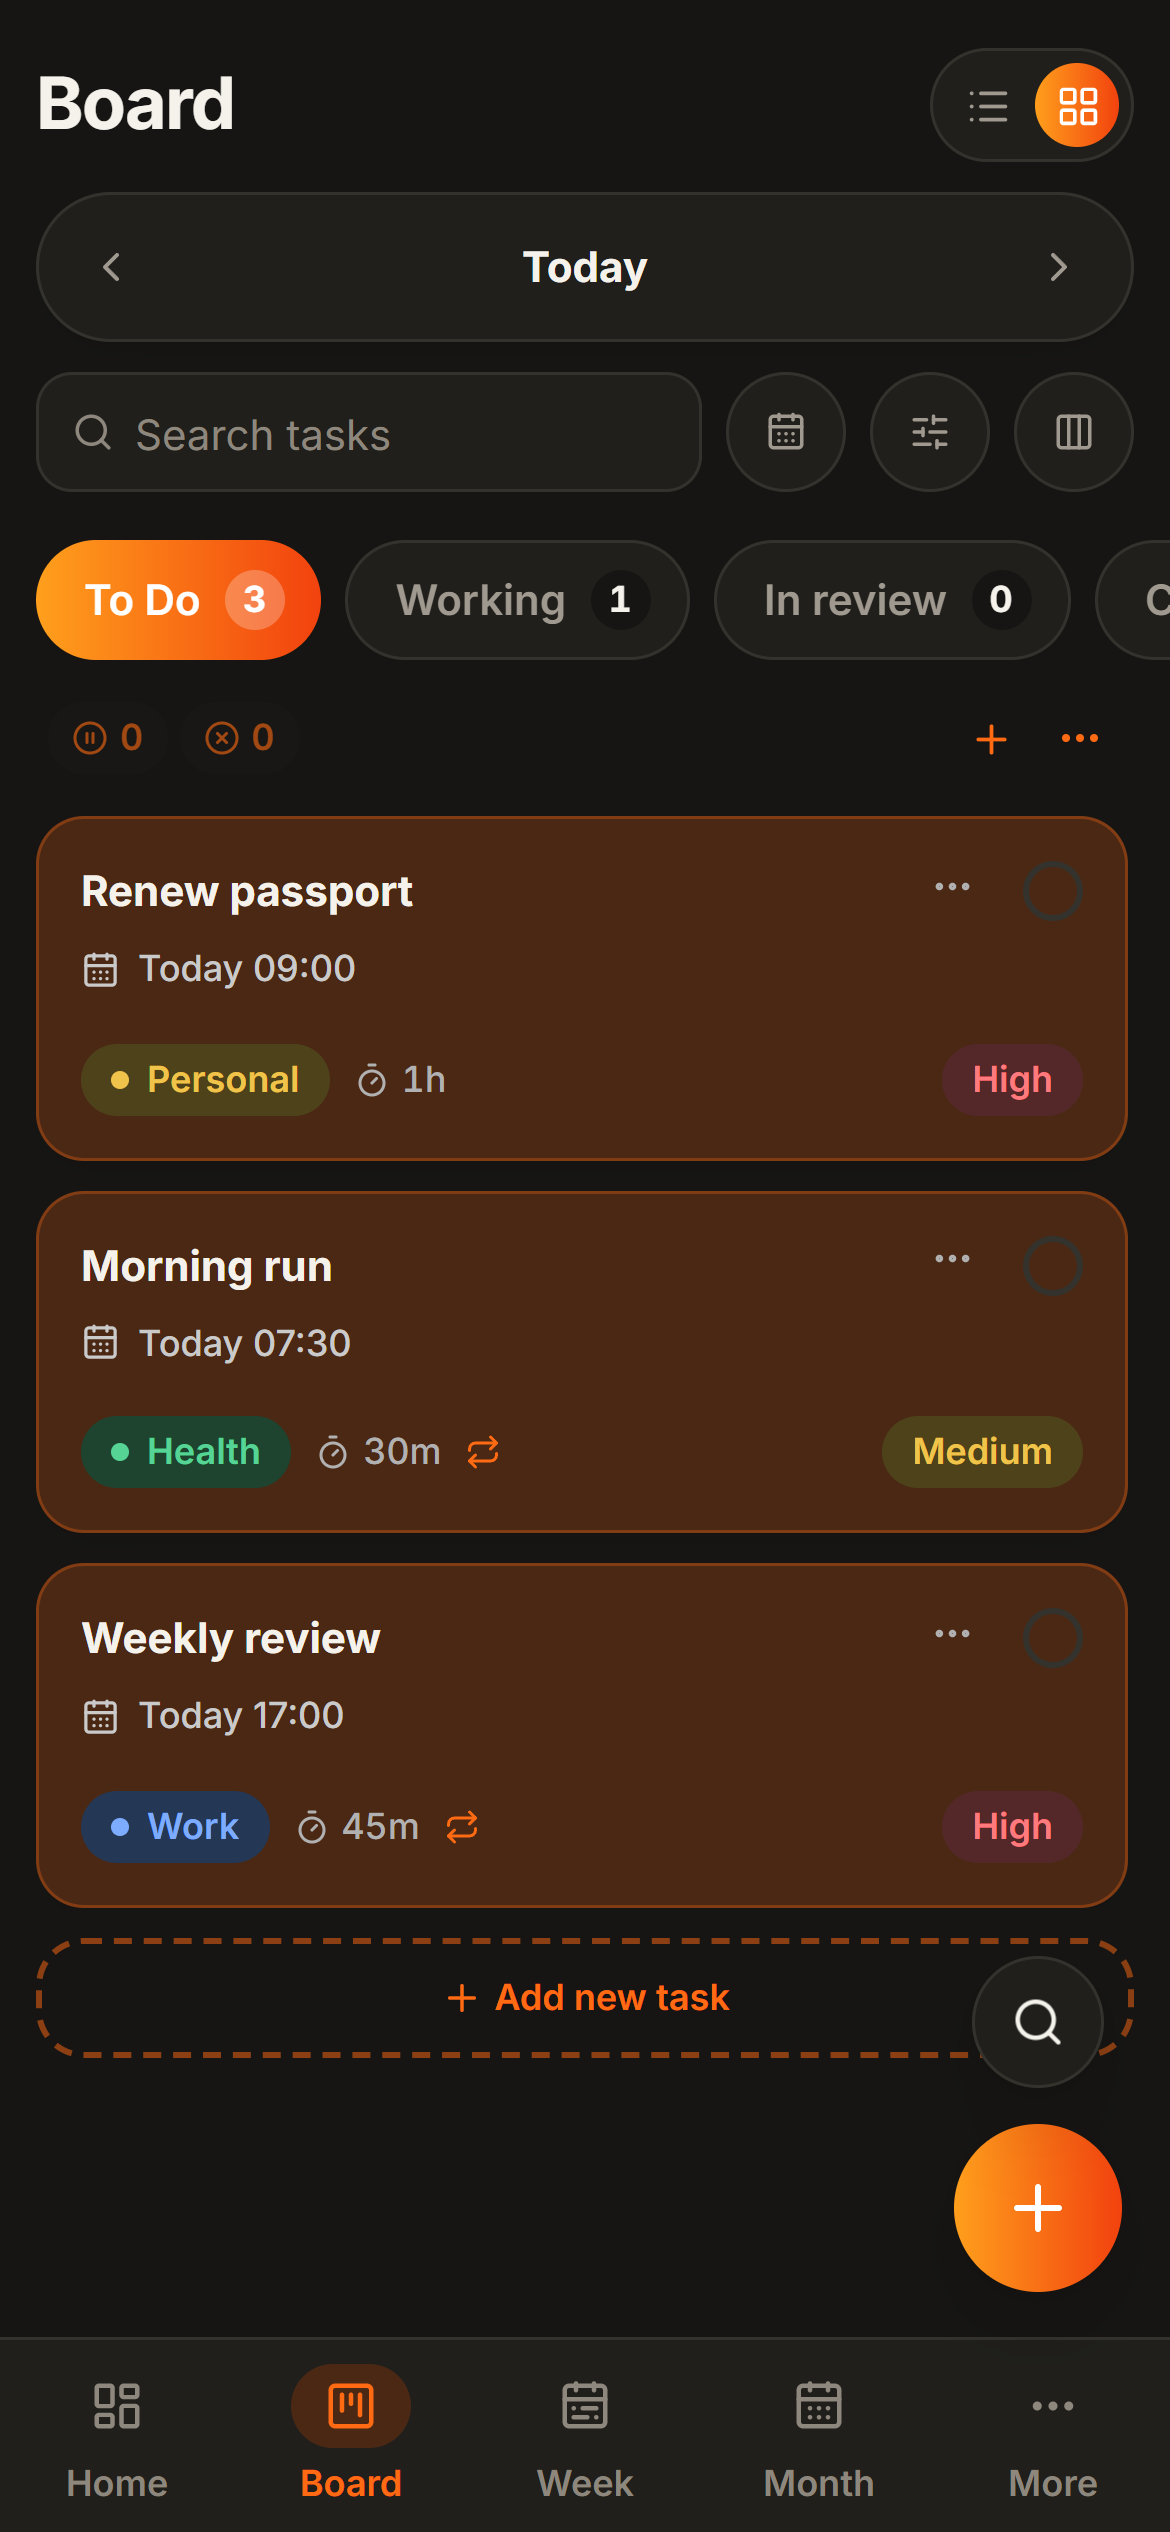 Board
Today
Search tasks
To Do 3
Working 1
In review 0
0 0
Renew passport
Today 09:00
Personal 1h High
Morning run
Today 07:30
Health 30m Medium
Weekly review
Today 17:00
Work 45m High
Add new task
Home Board Week Month More